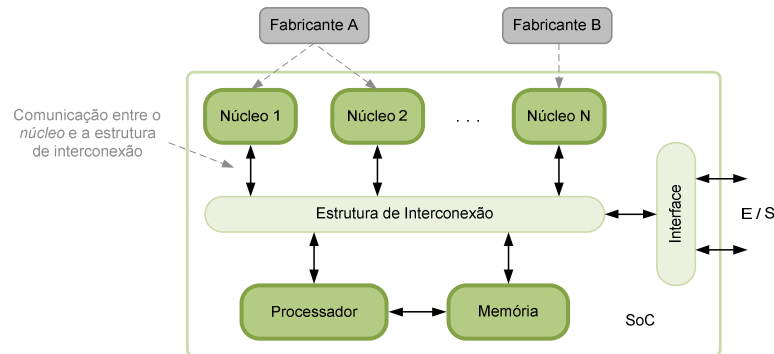 Fabricante A
Fabricante B
Núcleo 1
Núcleo 2
. . .
Núcleo N
Comunicação entre o
núcleo e a estrutura
de interconexão
Estrutura de Interconexão
Interface
E / S
Processador
Memória
SoC